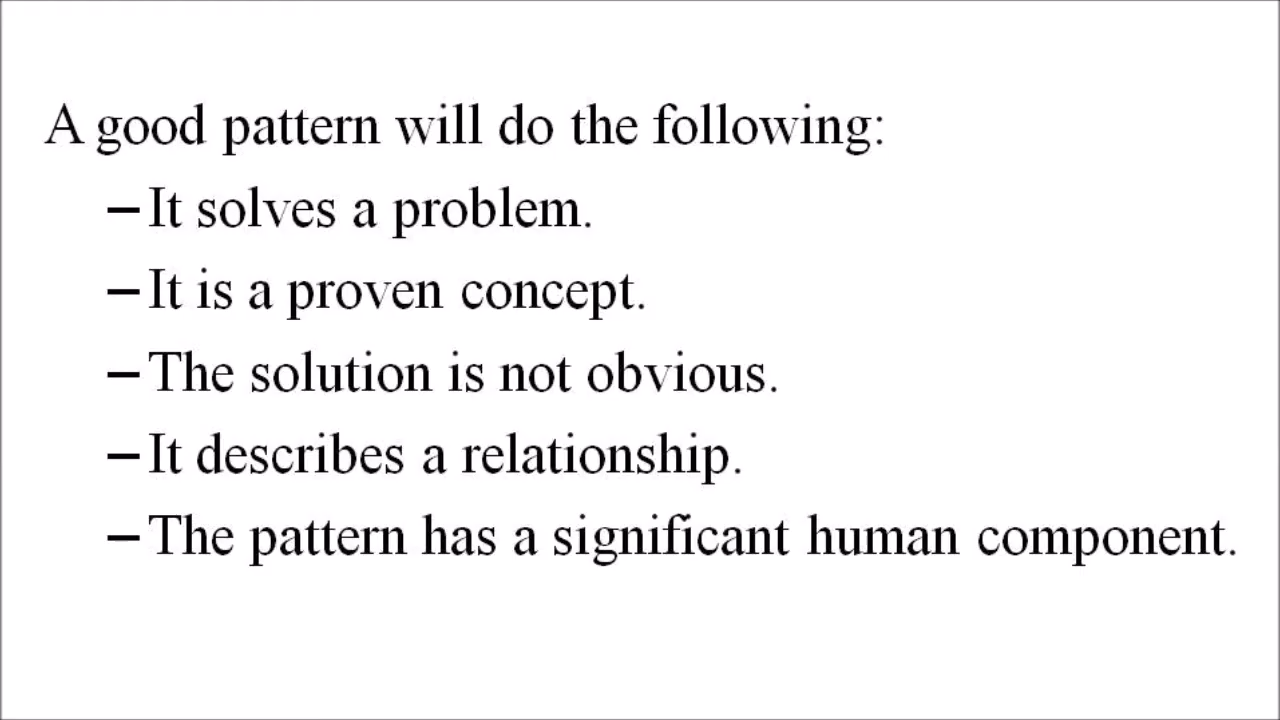 A good pattern will do the following:
–It solves a problem.
–It is a proven concept.
–The solution is not obvious.
–It describes a relationship.
–The pattern has a significant human component.